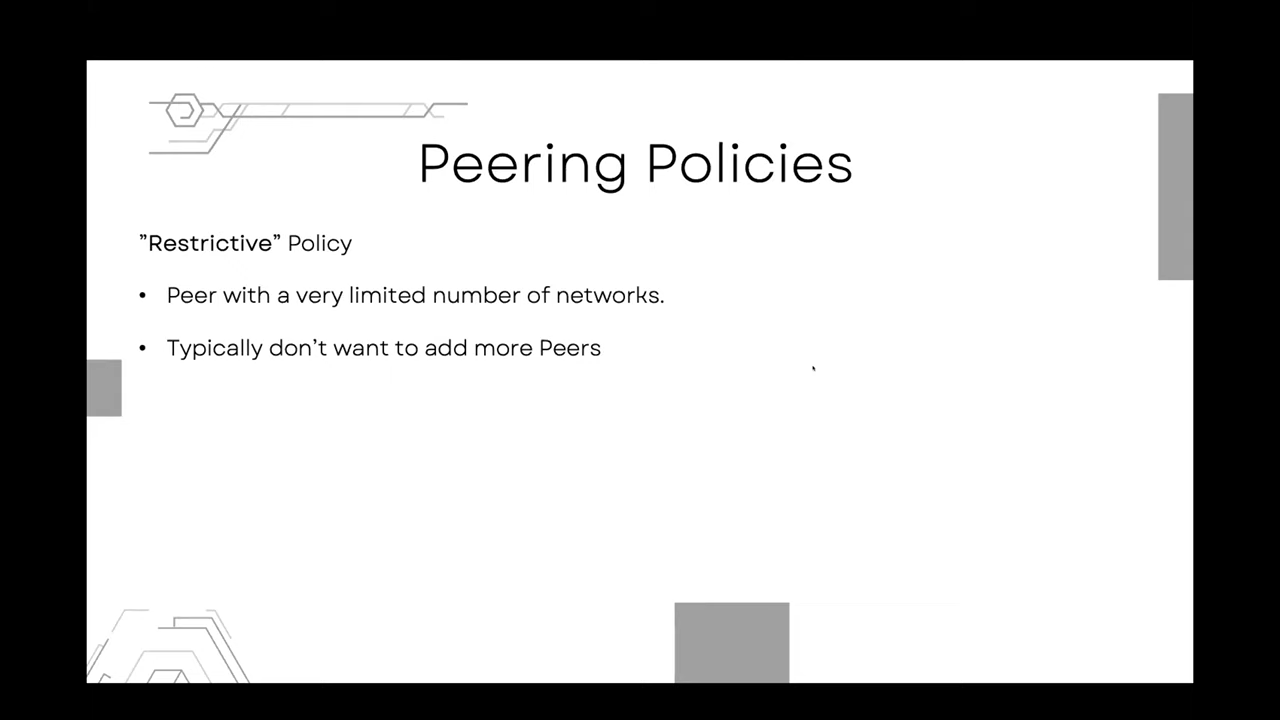 Peering Policies
”Restrictive” Policy
• Peer with a very limited number of networks.
• Typically don’t want to add more Peers